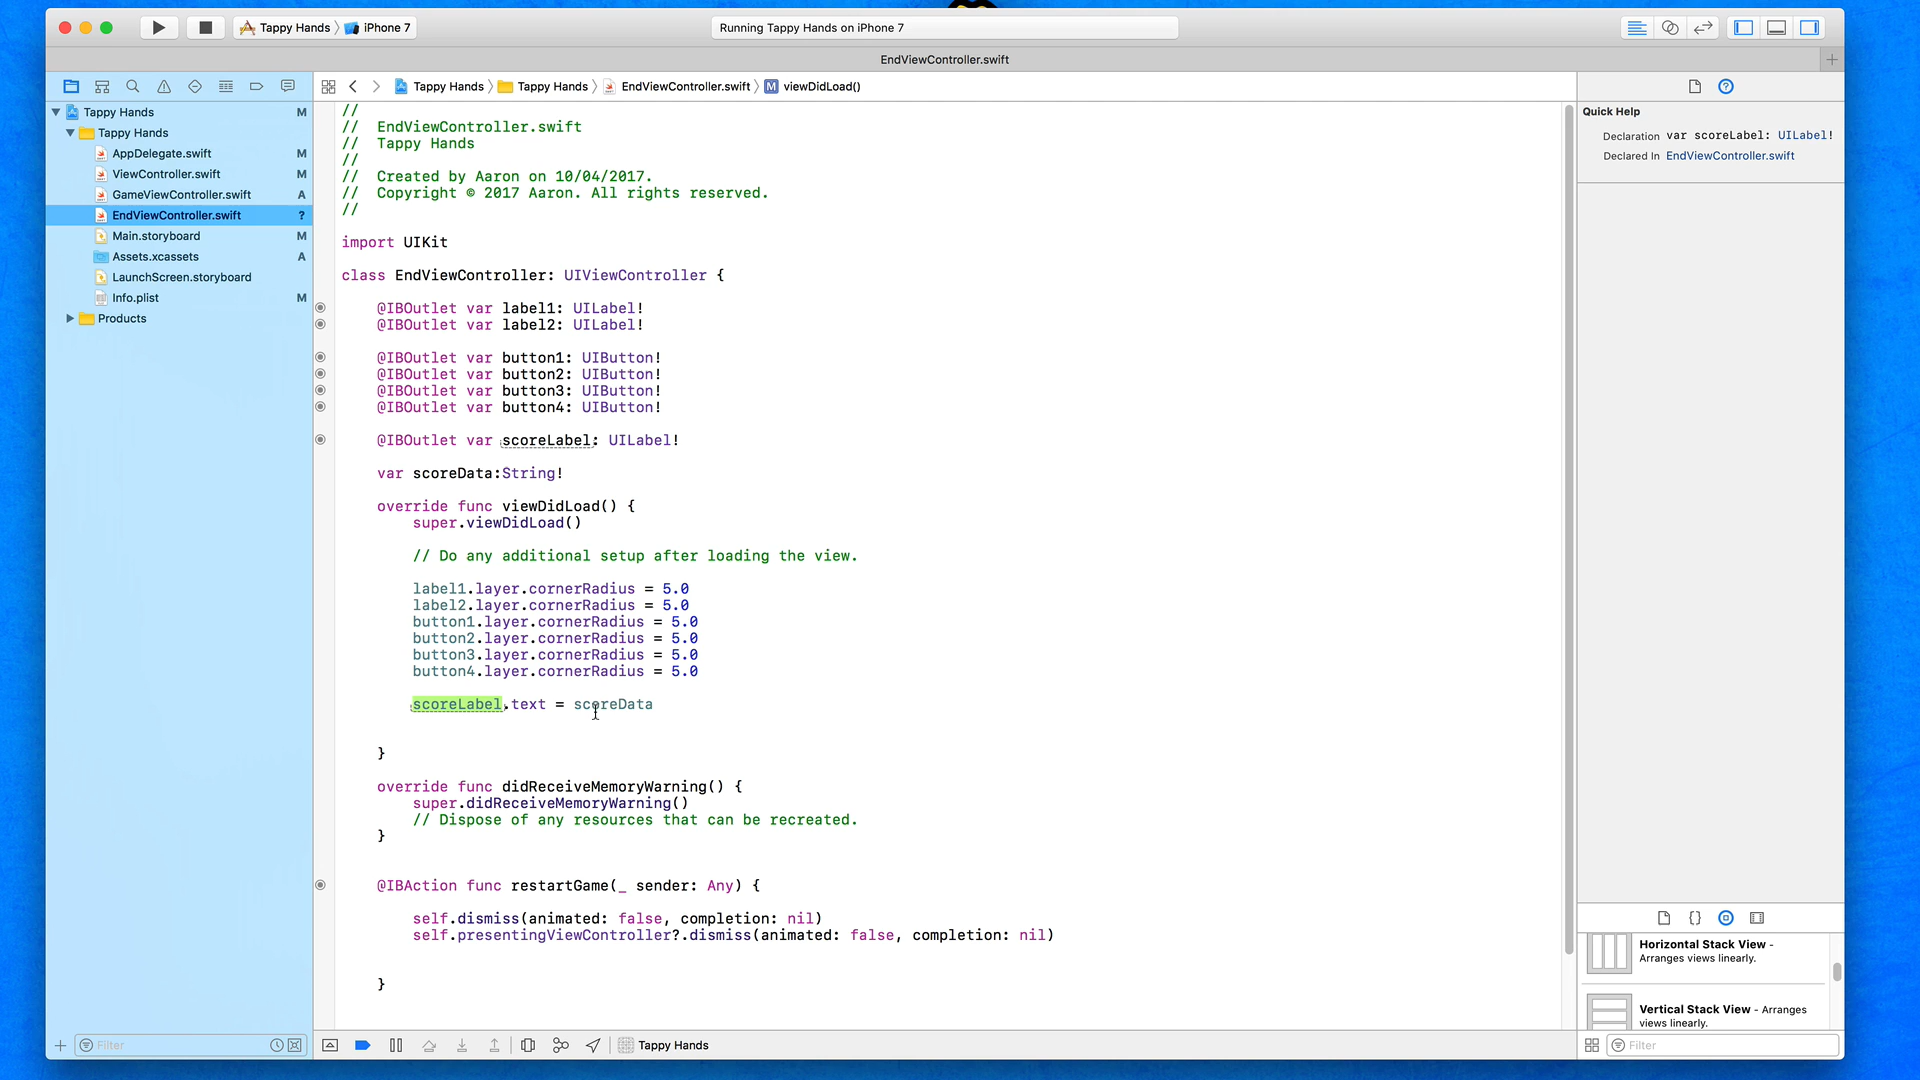 Tappy Hands
iPhone 7
Running Tappy Hands on iPhone 7
EndViewController.swift
Tappy Hands
Tappy Hands
EndViewController.swift
M
viewDidLoad()
Tappy Hands M
Tappy Hands
AppDelegate.swift M
ViewController.swift M
GameViewController.swift A
EndViewController.swift ?
Main.storyboard M
Assets.xcassets A
LaunchScreen.storyboard
Info.plist M
Products
Filter
//
//  EndViewController.swift
//  Tappy Hands
//
//  Created by Aaron on 10/04/2017.
//  Copyright © 2017 Aaron. All rights reserved.
//
import UIKit
class EndViewController: UIViewController {
@IBOutlet var label1: UILabel!
@IBOutlet var label2: UILabel!
@IBOutlet var button1: UIButton!
@IBOutlet var button2: UIButton!
@IBOutlet var button3: UIButton!
@IBOutlet var button4: UIButton!
@IBOutlet var scoreLabel: UILabel!
var scoreData:String!
override func viewDidLoad() {
super.viewDidLoad()
// Do any additional setup after loading the view.
label1.layer.cornerRadius = 5.0
label2.layer.cornerRadius = 5.0
button1.layer.cornerRadius = 5.0
button2.layer.cornerRadius = 5.0
button3.layer.cornerRadius = 5.0
button4.layer.cornerRadius = 5.0
scoreLabel.text = scoreData
}
override func didReceiveMemoryWarning() {
super.didReceiveMemoryWarning()
// Dispose of any resources that can be recreated.
}
@IBAction func restartGame(_ sender: Any) {
self.dismiss(animated: false, completion: nil)
self.presentingViewController?.dismiss(animated: false, completion: nil)
}
Tappy Hands
Quick Help
Declaration var scoreLabel: UILabel!
Declared In EndViewController.swift
Horizontal Stack View -
Arranges views linearly.
Vertical Stack View - Arranges
views linearly.
Filter